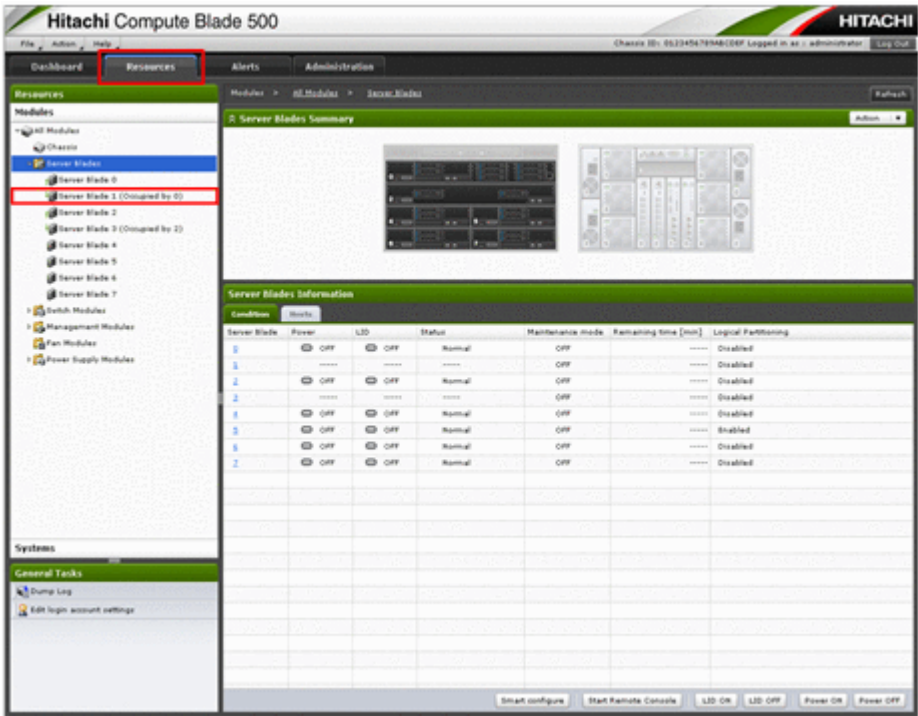 Hitachi Compute Blade 500
HITACHI
File Action Help
Chassis ID: 0123456789ABCDEF Logged in as : administrator Log Out
Dashboard Resources Alerts Administration
Resources
Modules
All Modules
Chassis
Server Blades
Server Blade 0
Server Blade 1 (Occupied by 0)
Server Blade 2
Server Blade 3 (Occupied by 2)
Server Blade 4
Server Blade 5
Server Blade 6
Server Blade 7
Switch Modules
Management Modules
Fan Modules
Power Supply Modules
Systems
General Tasks
Dump Log
Edit login account settings
Modules > All Modules > Server Blades
Refresh
Server Blades Summary
Action
Server Blades Information
Condition
Server Blade Power LID Status Maintenance mode Remaining time [min] Logical Partitioning
0 OFF OFF Normal OFF ----- Disabled
1 ----- ----- ----- OFF ----- Disabled
2 OFF OFF Normal OFF ----- Disabled
3 ----- ----- ----- OFF ----- Disabled
4 OFF OFF Normal OFF ----- Disabled
5 OFF OFF Normal OFF ----- Enabled
6 OFF OFF Normal OFF ----- Disabled
7 OFF OFF Normal OFF ----- Disabled
Smart configure Start Remote Console LID ON LID OFF Power ON Power OFF